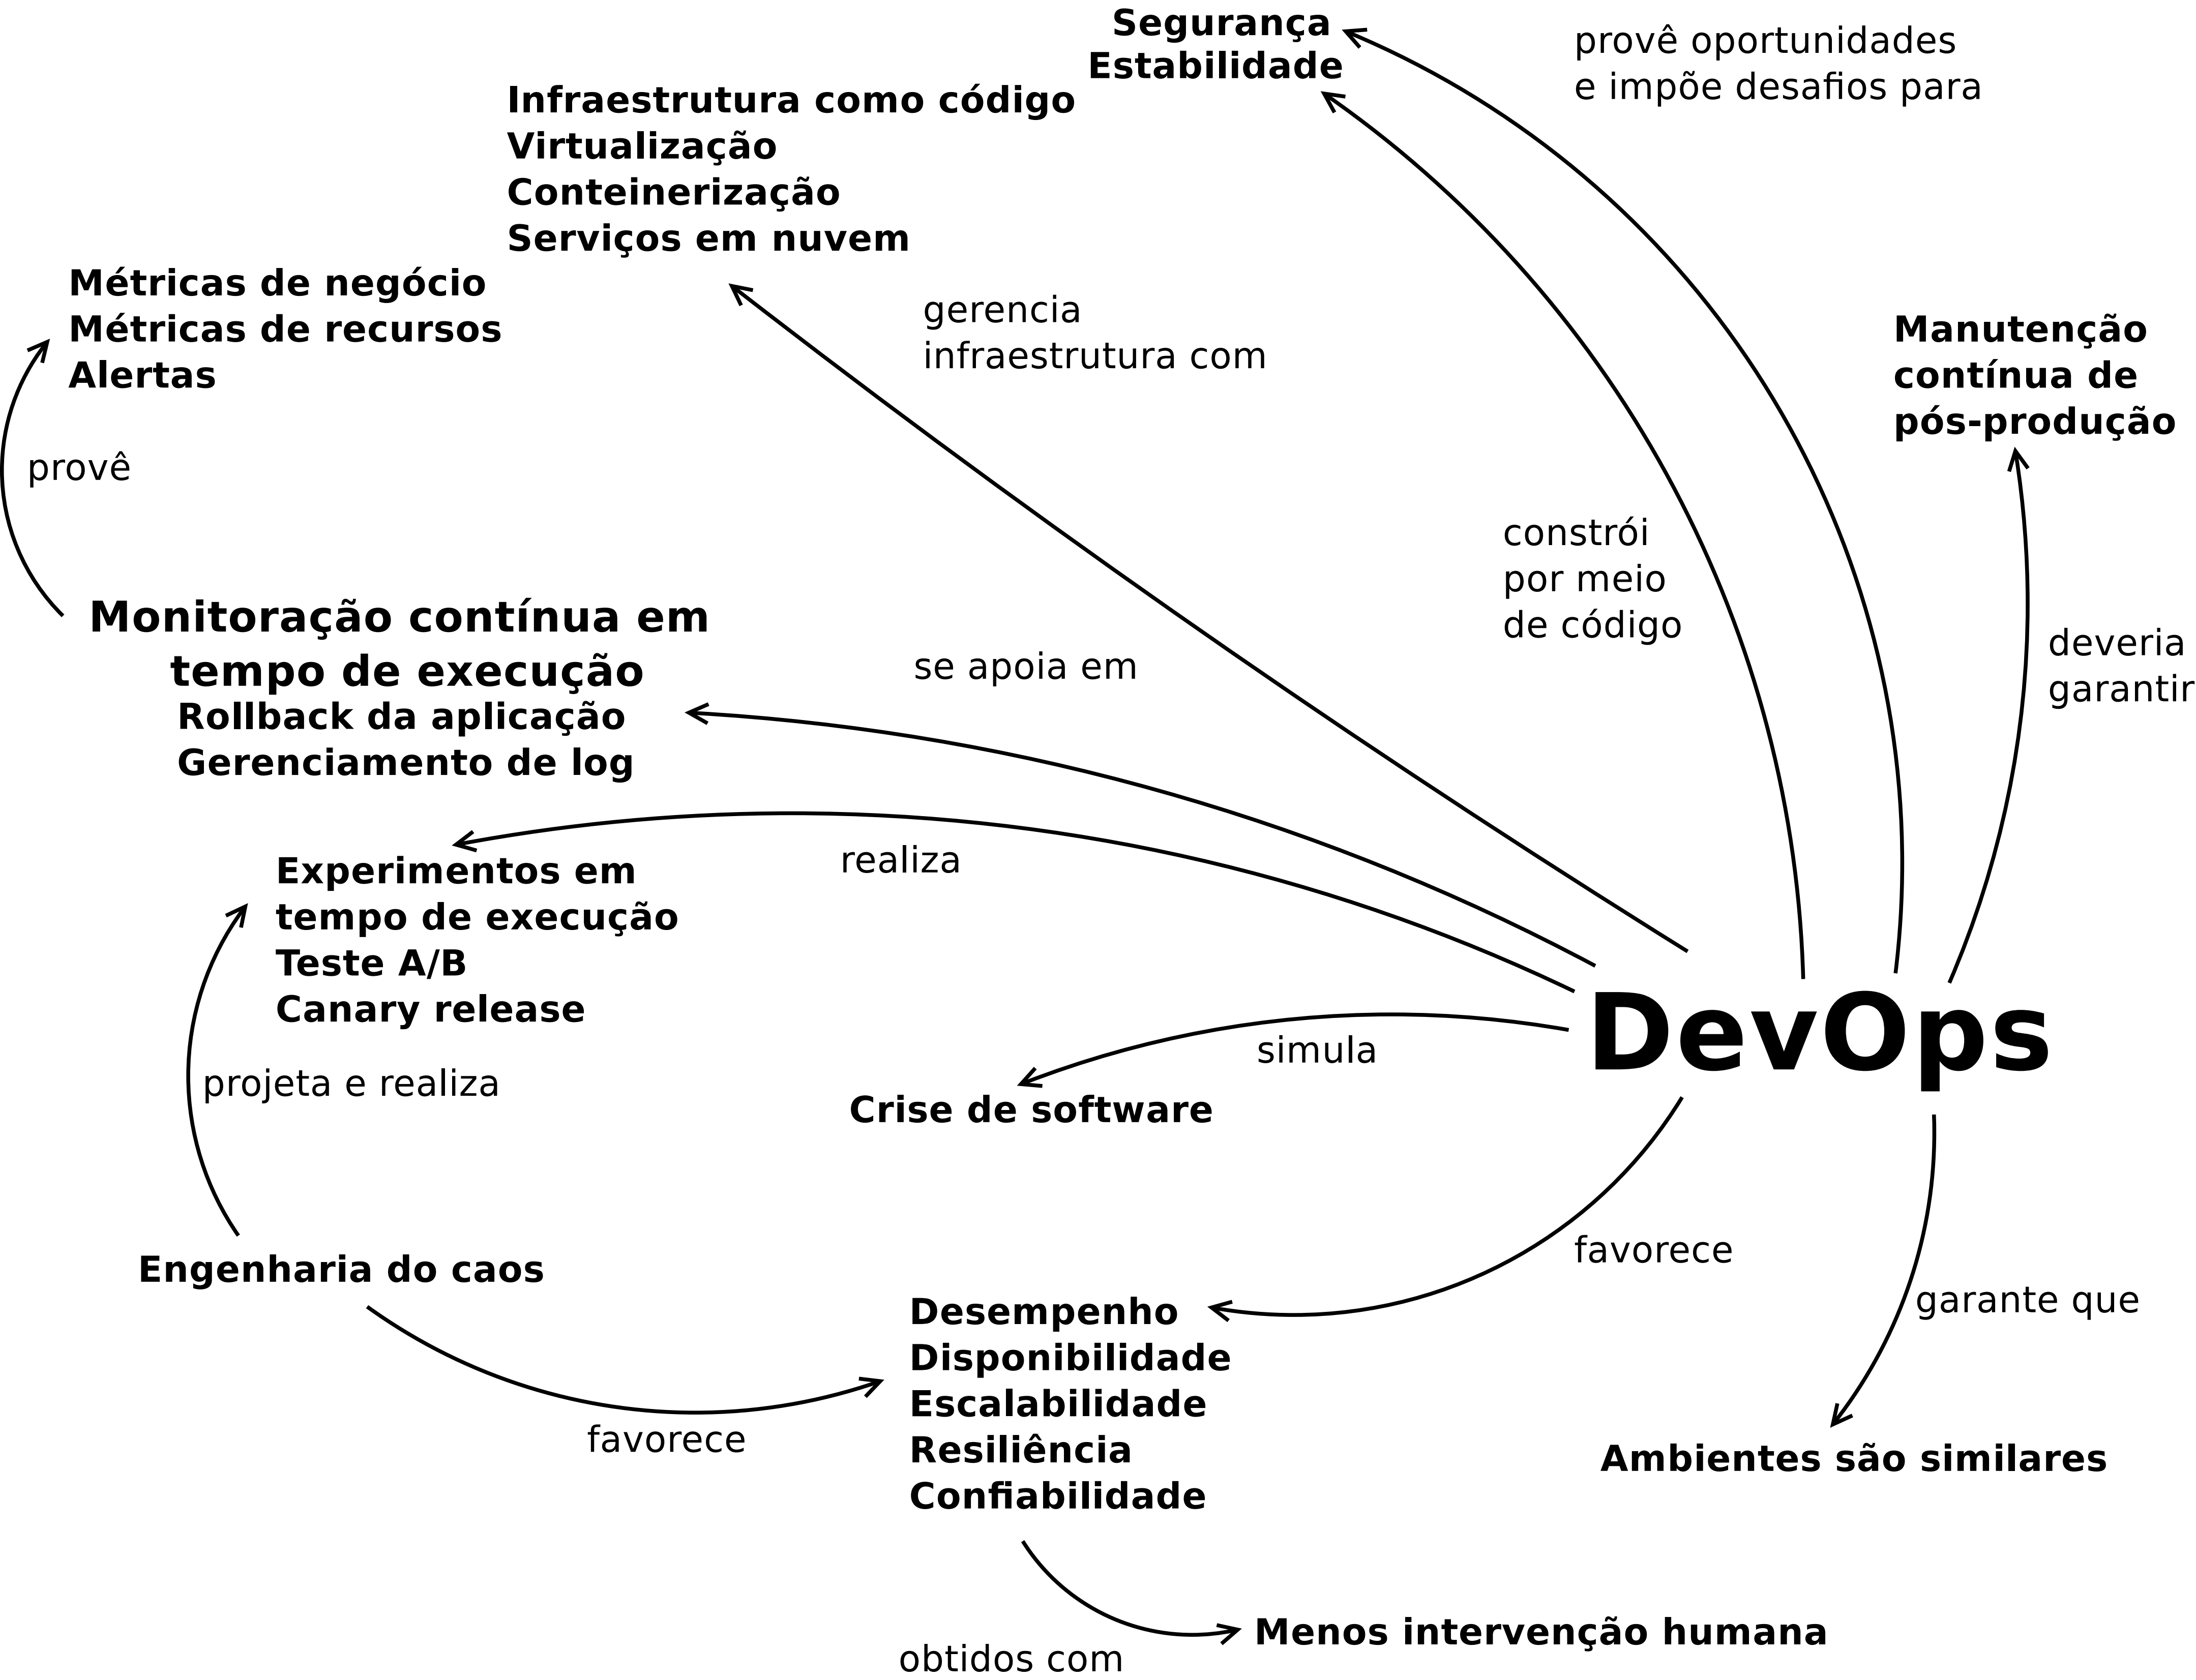 Segurança
Estabilidade
provê oportunidades
e impõe desafios para
Infraestrutura como código
Virtualização
Conteinerização
Serviços em nuvem
Métricas de negócio
Métricas de recursos
Alertas
gerencia
infraestrutura com
Manutenção
contínua de
pós-produção
provê
constrói
por meio
de código
Monitoração contínua em
tempo de execução
Rollback da aplicação
Gerenciamento de log
se apoia em
deveria
garantir
realiza
Experimentos em
tempo de execução
Teste A/B
Canary release
DevOps
simula
projeta e realiza
Crise de software
Engenharia do caos
favorece
garante que
Desempenho
Disponibilidade
Escalabilidade
Resiliência
Confiabilidade
favorece
Ambientes são similares
Menos intervenção humana
obtidos com